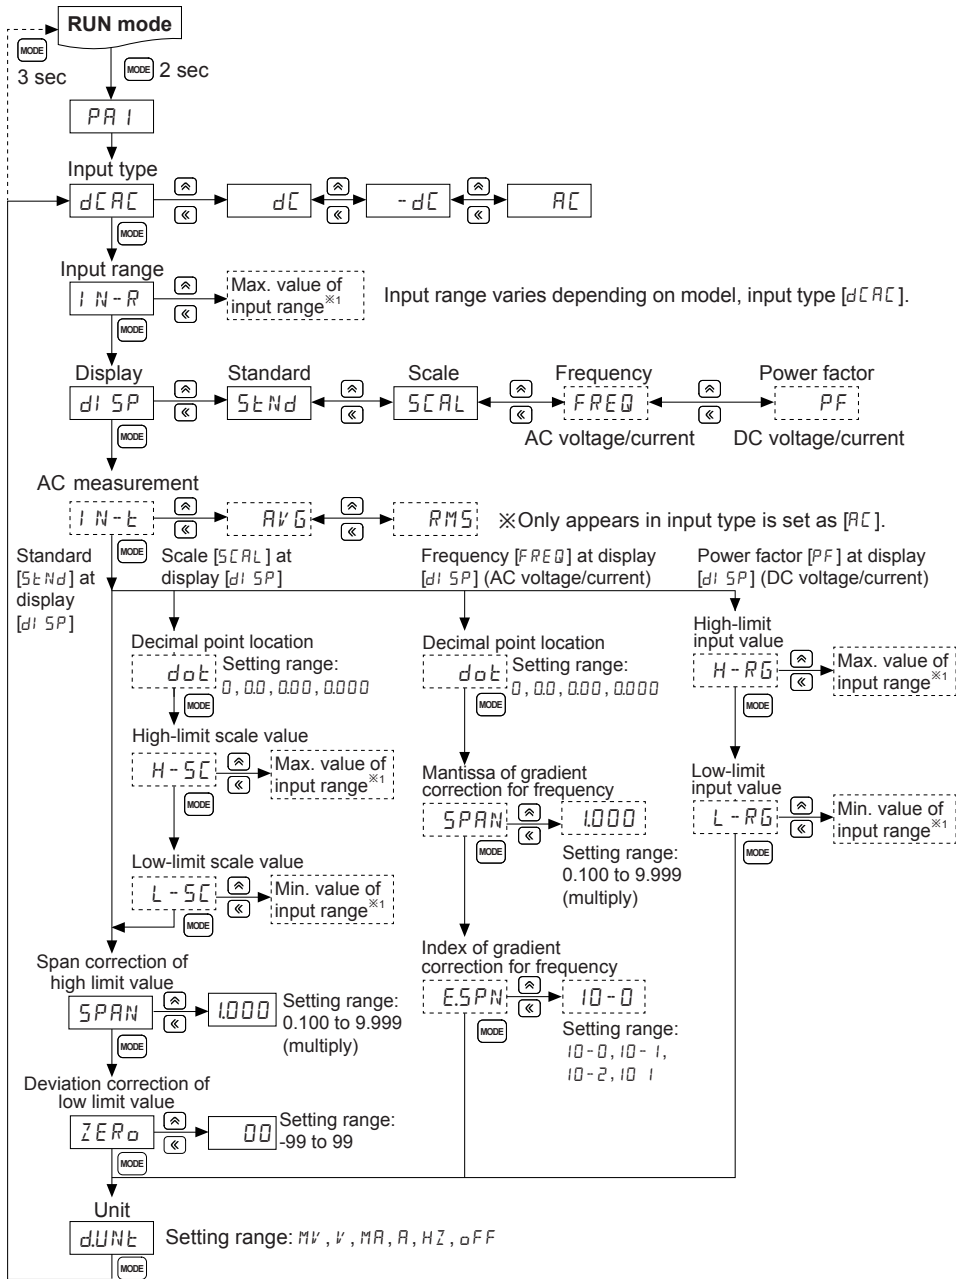 RUN mode
MODE
3 sec
MODE 2 sec
PA1
Input type
dCAC
dC
-dC
AC
MODE
Input range
IN-R
Max. value of
input range※1
Input range varies depending on model, input type [dCAC].
MODE
Display
Standard
Scale
Frequency
Power factor
dISP
StNd
SCAL
FREQ
PF
MODE
AC voltage/current
DC voltage/current
AC measurement
IN-t
AVG
RMS
※Only appears in input type is set as [AC].
MODE
Standard
[StNd] at
display
[dISP]
Scale [SCAL] at
display [dISP]
Frequency [FREQ] at display
[dISP] (AC voltage/current)
Power factor [PF] at display
[dISP] (DC voltage/current)
Decimal point location
dot
Setting range:
0, 0.0, 0.00, 0.000
MODE
High-limit scale value
H-SC
Max. value of
input range※1
MODE
Low-limit scale value
L-SC
Min. value of
input range※1
MODE
Decimal point location
dot
Setting range:
0, 0.0, 0.00, 0.000
MODE
Mantissa of gradient
correction for frequency
SPAN
1.000
MODE
Setting range:
0.100 to 9.999
(multiply)
Index of gradient
correction for frequency
E.SPN
10-0
MODE
Setting range:
10-0, 10-1,
10-2, 10 1
High-limit
input value
H-RG
Max. value of
input range※1
MODE
Low-limit
input value
L-RG
Min. value of
input range※1
MODE
Span correction of
high limit value
SPAN
1.000
Setting range:
0.100 to 9.999
(multiply)
MODE
Deviation correction of
low limit value
ZERo
00
Setting range:
-99 to 99
MODE
Unit
d.UNt
Setting range: MV, V, MA, A, HZ, oFF
MODE